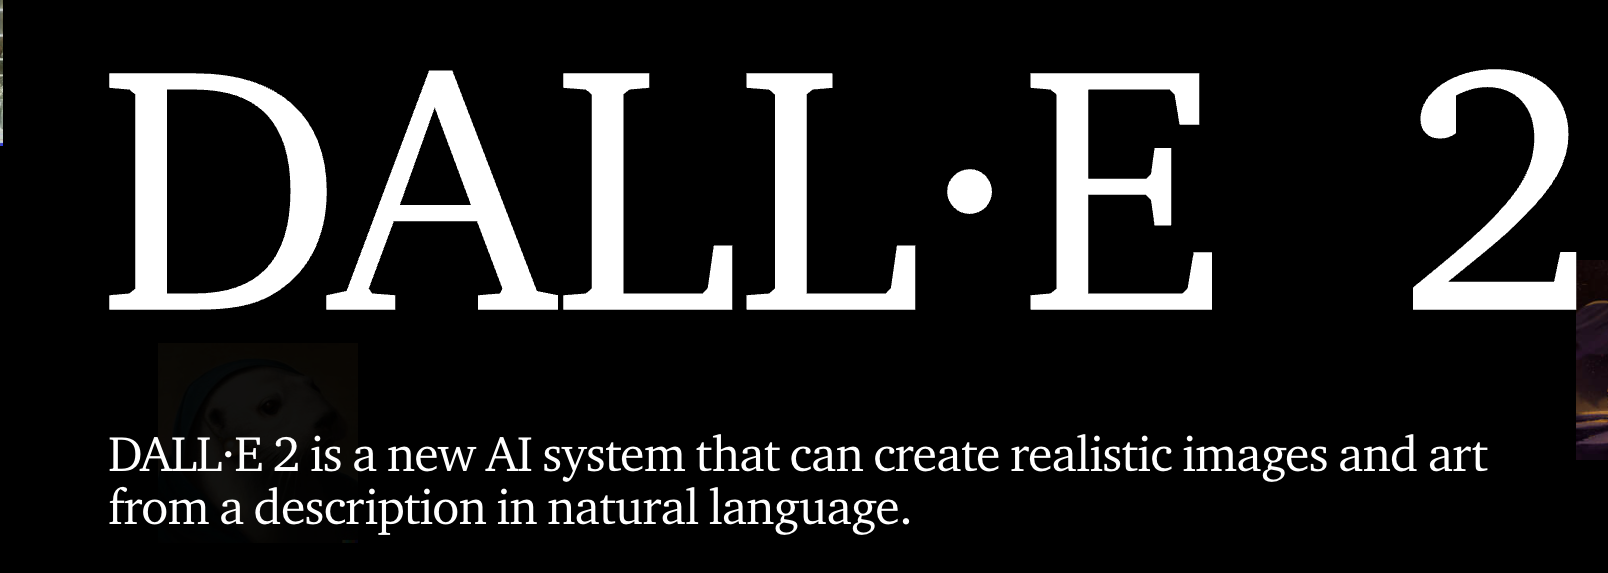 DALL·E 2
DALL·E 2 is a new AI system that can create realistic images and art
from a description in natural language.